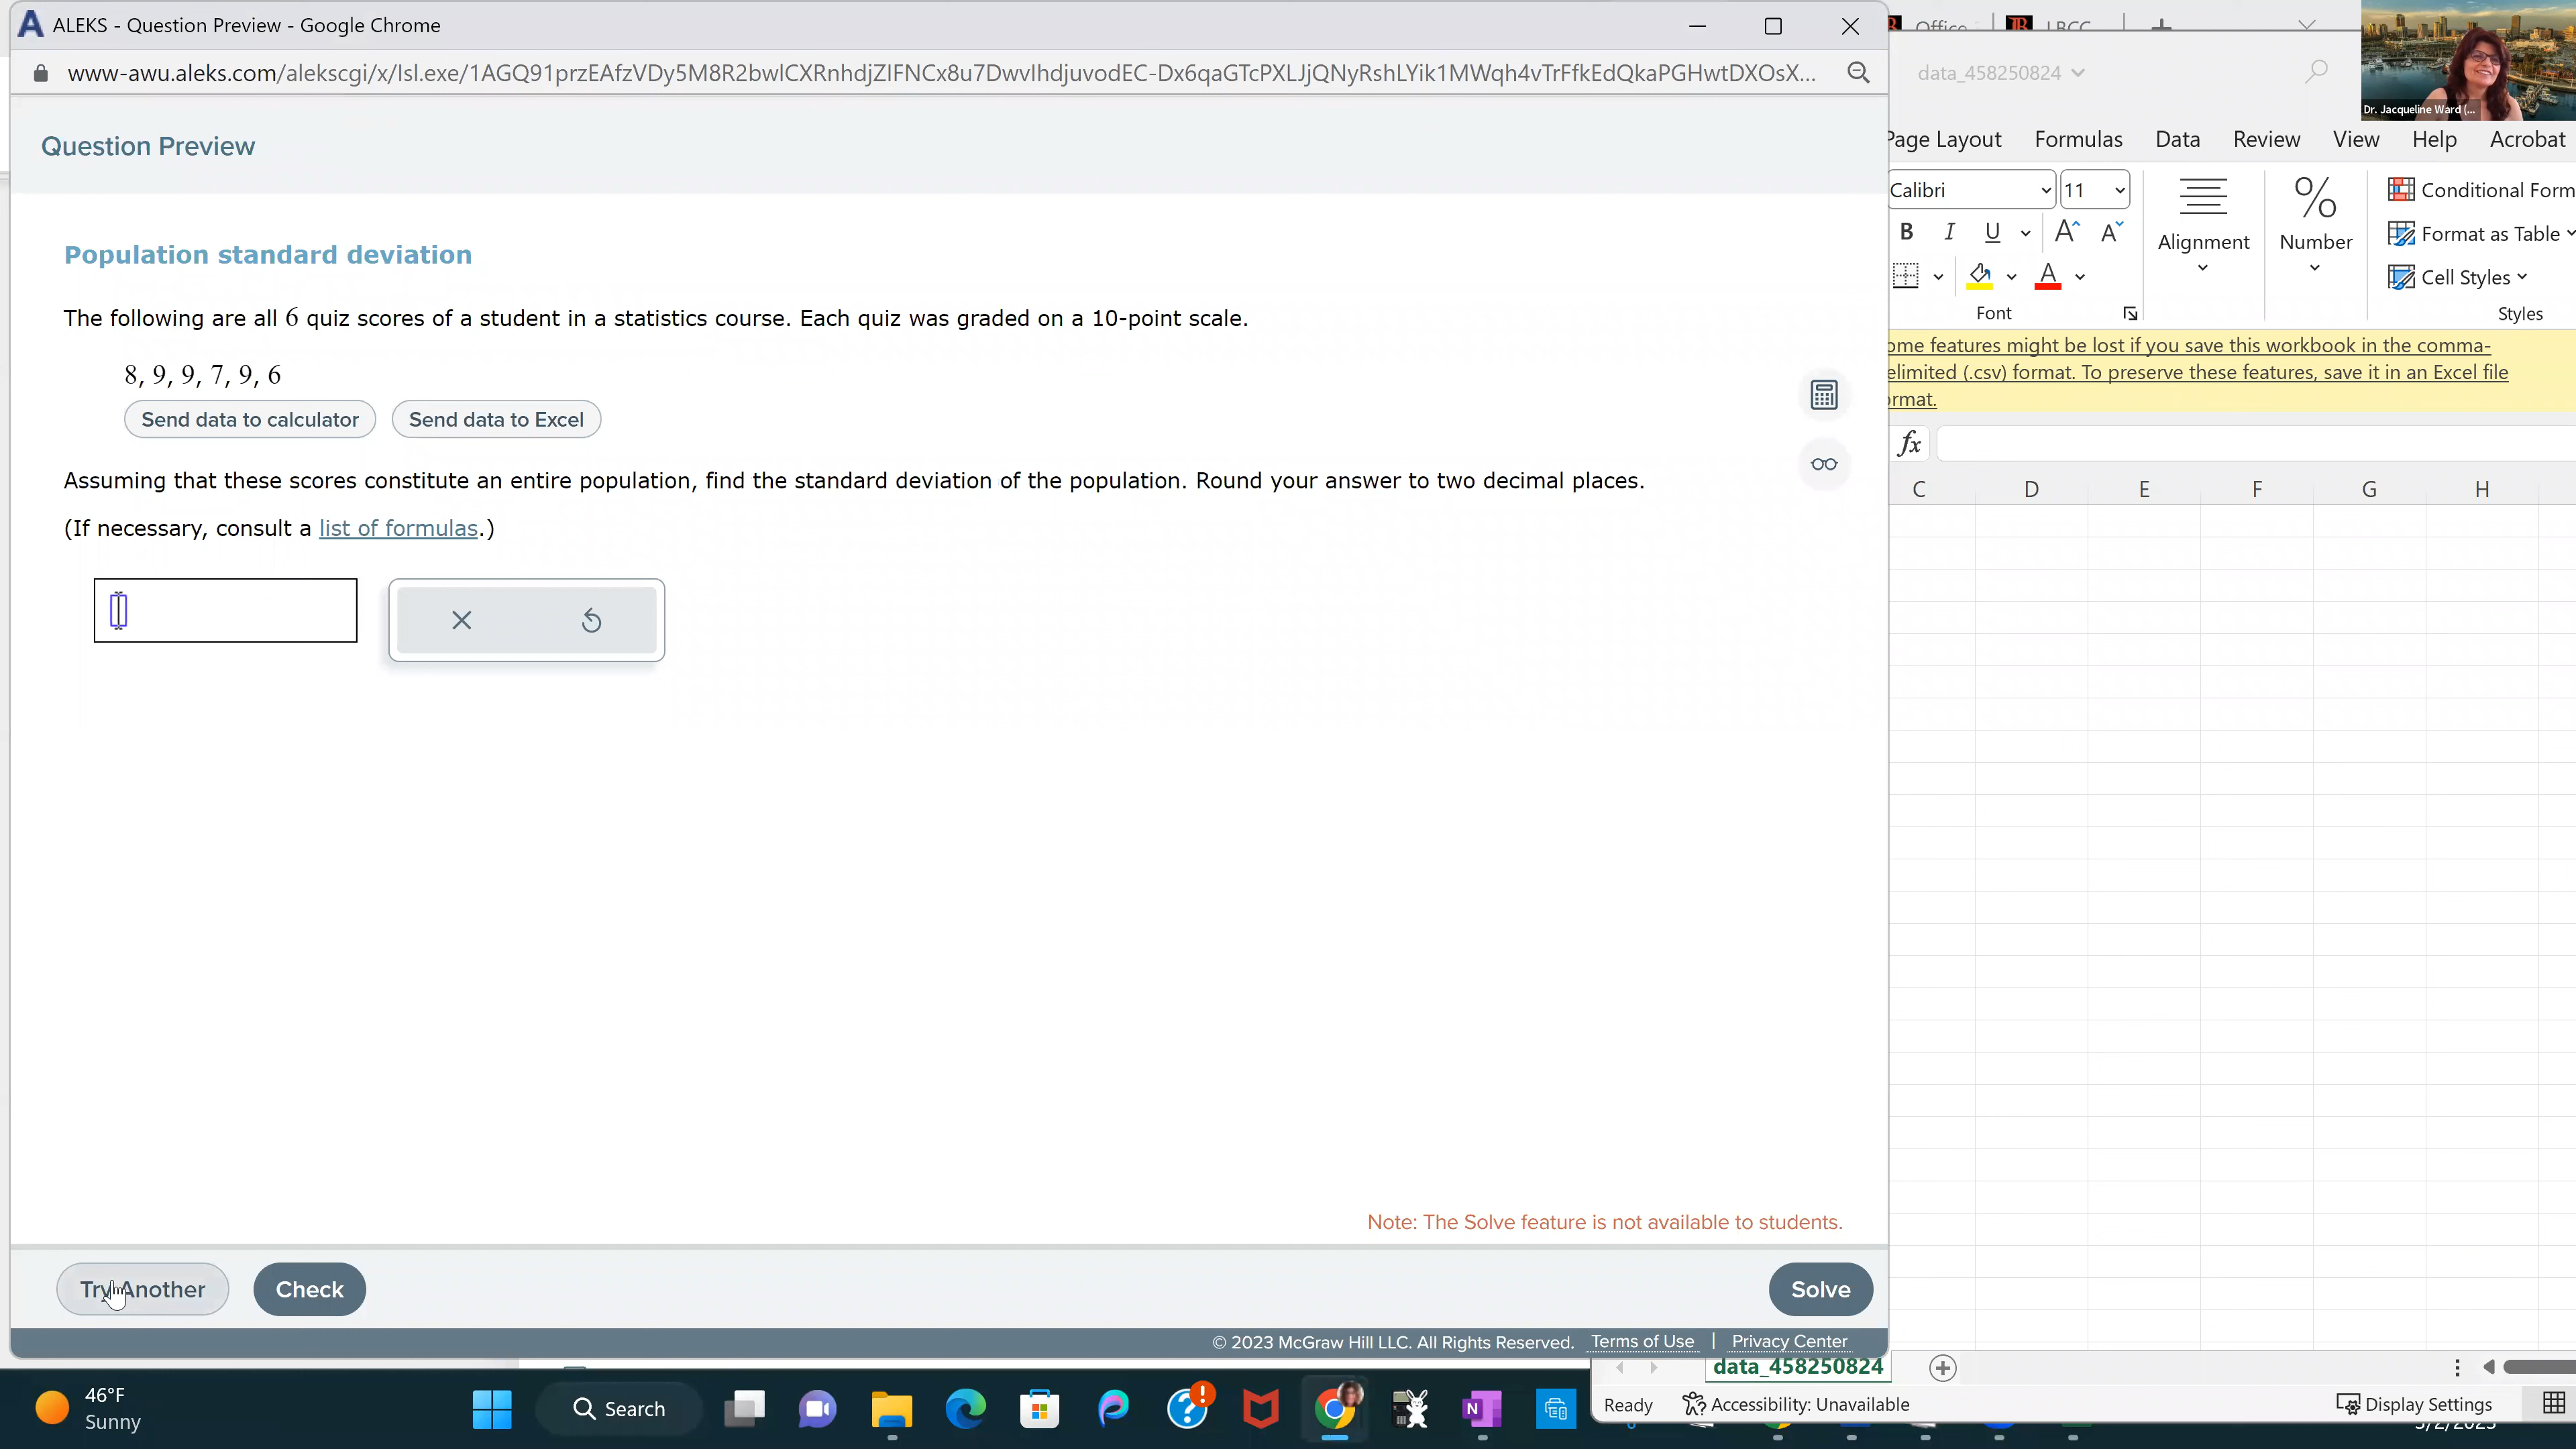 ALEKS - Question Preview - Google Chrome
www-awu.aleks.com/alekscgi/x/Isl.exe/1AGQ91przEAfzVDy5M8R2bwlCXRnhdjZIFNCx8u7DwvIhdjuvodEC-Dx6qaGTcPXLJjQNyRshLYik1MWqh4vTrFfkEdQkaPGHwtDXOsX...
Question Preview
Population standard deviation
The following are all 6 quiz scores of a student in a statistics course. Each quiz was graded on a 10-point scale.
8, 9, 9, 7, 9, 6
Send data to calculator Send data to Excel
Assuming that these scores constitute an entire population, find the standard deviation of the population. Round your answer to two decimal places.
(If necessary, consult a list of formulas.)
Note: The Solve feature is not available to students.
Try Another Check Solve
© 2023 McGraw Hill LLC. All Rights Reserved. Terms of Use | Privacy Center
Office LBCC
data_458250824
Dr. Jacqueline Ward (...
Page Layout Formulas Data Review View Help Acrobat
Calibri 11
B I U A A
Alignment
%
Number
Conditional Form
Format as Table
Cell Styles
Font Styles
ome features might be lost if you save this workbook in the comma-
elimited (.csv) format. To preserve these features, save it in an Excel file
ormat.
fx
C D E F G H
data_458250824
Ready Accessibility: Unavailable Display Settings
46°F
Sunny
Search